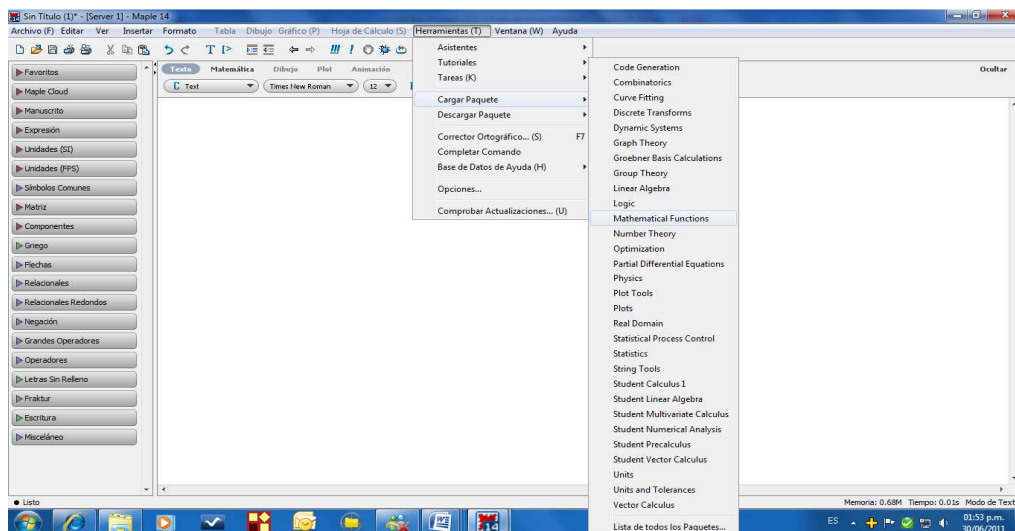 Sin Título (1)* - [Server 1] - Maple 14
Archivo (F) Editar Ver Insertar Formato Tabla Dibujo Gráfico (P) Hoja de Cálculo (S) Herramientas (T) Ventana (W) Ayuda
Texto Matemática Dibujo Plot Animación Ocultar
C Text Times New Roman 12
Favoritos
Maple Cloud
Manuscrito
Expresión
Unidades (SI)
Unidades (FPS)
Símbolos Comunes
Matriz
Componentes
Griego
Flechas
Relacionales
Relacionales Redondos
Negación
Grandes Operadores
Operadores
Letras Sin Relleno
Fraktur
Escritura
Misceláneo
Asistentes
Tutoriales
Tareas (K)
Cargar Paquete
Descargar Paquete
Corrector Ortográfico... (S) F7
Completar Comando
Base de Datos de Ayuda (H)
Opciones...
Comprobar Actualizaciones... (U)
Code Generation
Combinatorics
Curve Fitting
Discrete Transforms
Dynamic Systems
Graph Theory
Groebner Basis Calculations
Group Theory
Linear Algebra
Logic
Mathematical Functions
Number Theory
Optimization
Partial Differential Equations
Physics
Plot Tools
Plots
Real Domain
Statistical Process Control
Statistics
String Tools
Student Calculus 1
Student Linear Algebra
Student Multivariate Calculus
Student Numerical Analysis
Student Precalculus
Student Vector Calculus
Units
Units and Tolerances
Vector Calculus
Lista de todos los Paquetes...
Listo
Memoria: 0.68M Tiempo: 0.01s Modo de Text
14
ES
01:53 p.m.
30/06/2011